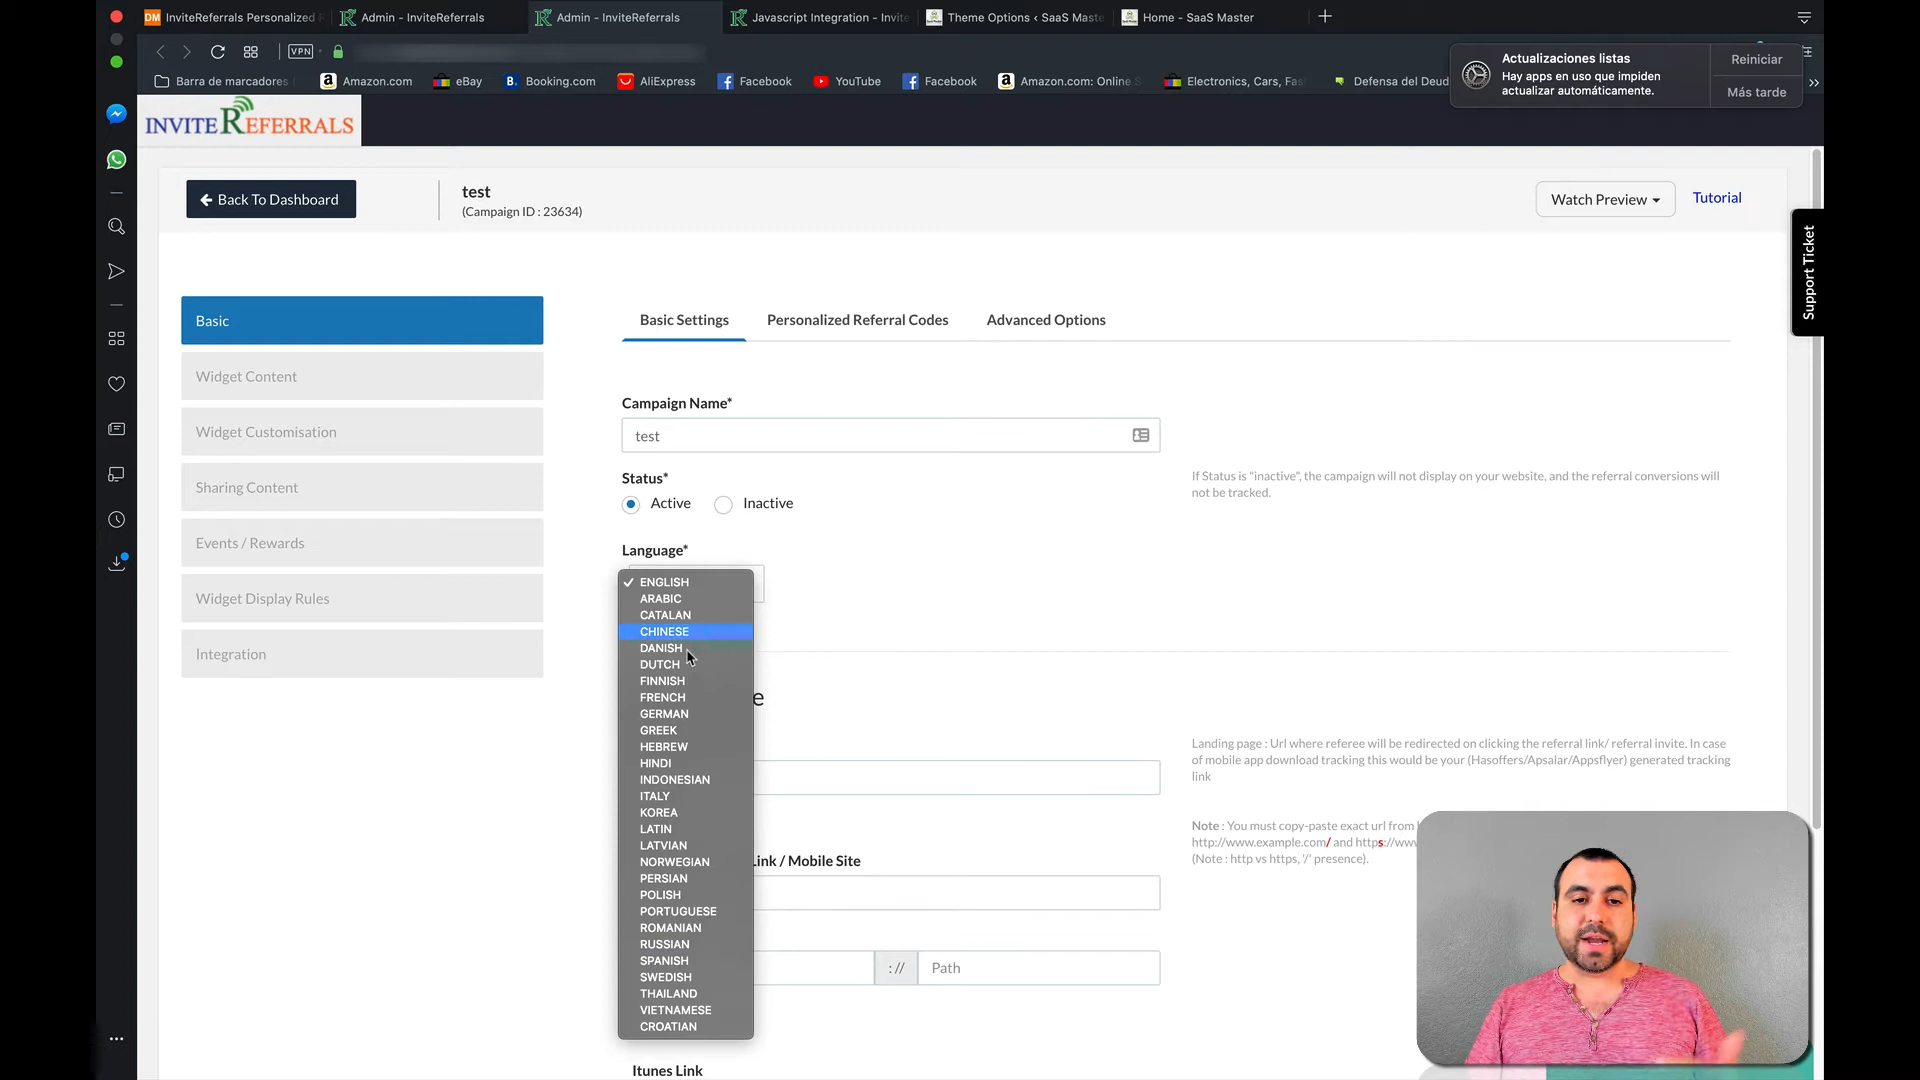 DM InviteReferrals Personalized R
Admin - InviteReferrals
Admin - InviteReferrals
Javascript Integration - Invite
Theme Options ‹ SaaS Maste
Home - SaaS Master
VPN
Barra de marcadores
Amazon.com
eBay
Booking.com
AliExpress
Facebook
YouTube
Facebook
Amazon.com: Online S
Electronics, Cars, Fas
Defensa del Deud
Actualizaciones listas
Hay apps en uso que impiden
actualizar automáticamente.
Reiniciar
Más tarde
INVITEREFERRALS
Back To Dashboard
test
(Campaign ID : 23634)
Watch Preview
Tutorial
Support Ticket
Basic
Widget Content
Widget Customisation
Sharing Content
Events / Rewards
Widget Display Rules
Integration
Basic Settings
Personalized Referral Codes
Advanced Options
Campaign Name*
test
Status*
Active
Inactive
If Status is "inactive", the campaign will not display on your website, and the referral conversions will
not be tracked.
Language*
✓ ENGLISH
ARABIC
CATALAN
CHINESE
DANISH
DUTCH
FINNISH
FRENCH
GERMAN
GREEK
HEBREW
HINDI
INDONESIAN
ITALY
KOREA
LATIN
LATVIAN
NORWEGIAN
PERSIAN
POLISH
PORTUGUESE
ROMANIAN
RUSSIAN
SPANISH
SWEDISH
THAILAND
VIETNAMESE
CROATIAN
e
Landing page : Url where referee will be redirected on clicking the referral link/ referral invite. In case
of mobile app download tracking this would be your (Hasoffers/Apsalar/Appsflyer) generated tracking
link
Note : You must copy-paste exact url from
http://www.example.com/ and https://www
(Note : http vs https, '/' presence).
Link / Mobile Site
://
Path
Itunes Link